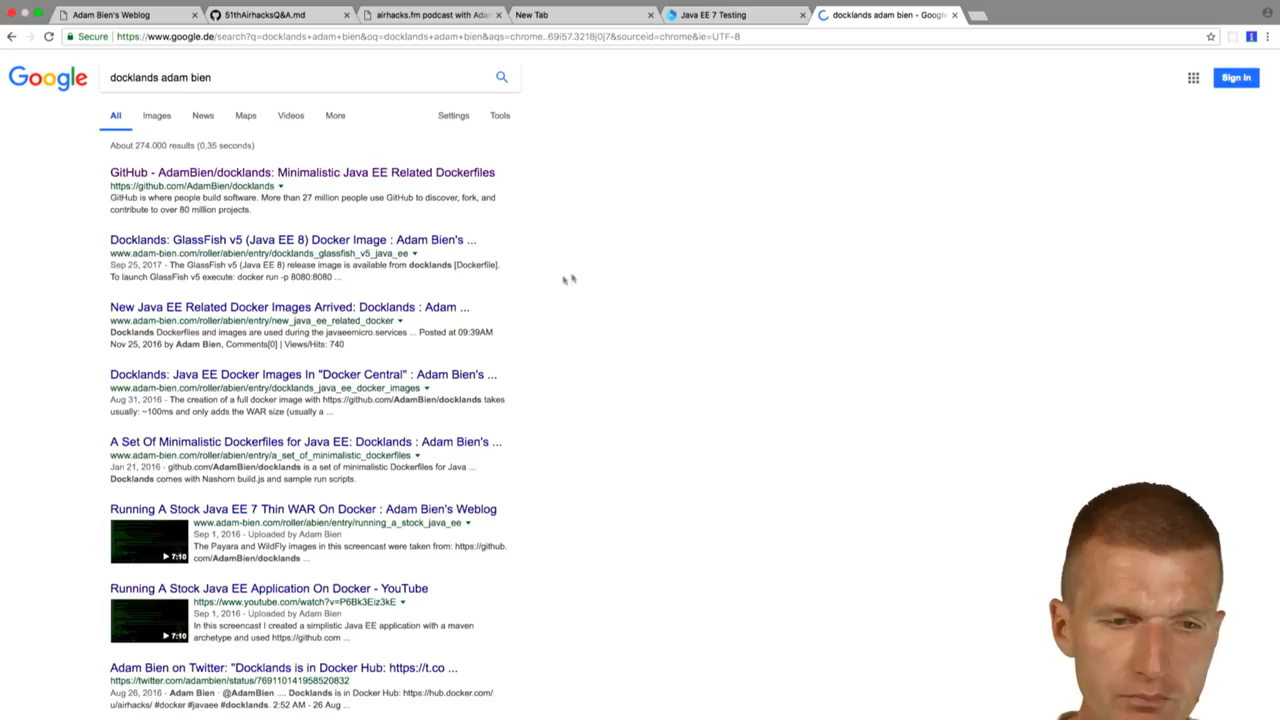 Adam Bien's Weblog
51thAirhacksQ&A.md
airhacks.fm podcast with Adam
New Tab
Java EE 7 Testing
docklands adam bien - Google
Secure | https://www.google.de/search?q=docklands+adam+bien&oq=docklands+adam+bien&aqs=chrome..69i57.3218j0j7&sourceid=chrome&ie=UTF-8
Google
docklands adam bien
Sign in
All Images News Maps Videos More Settings Tools
About 274.000 results (0,35 seconds)
GitHub - AdamBien/docklands: Minimalistic Java EE Related Dockerfiles
https://github.com/AdamBien/docklands
GitHub is where people build software. More than 27 million people use GitHub to discover, fork, and
contribute to over 80 million projects.
Docklands: GlassFish v5 (Java EE 8) Docker Image : Adam Bien's ...
www.adam-bien.com/roller/abien/entry/docklands_glassfish_v5_java_ee
Sep 25, 2017 - The GlassFish v5 (Java EE 8) release image is available from docklands [Dockerfile].
To launch GlassFish v5 execute: docker run -p 8080:8080 ...
New Java EE Related Docker Images Arrived: Docklands : Adam ...
www.adam-bien.com/roller/abien/entry/new_java_ee_related_docker
Docklands Dockerfiles and images are used during the javaeemicro.services ... Posted at 09:39AM
Nov 25, 2016 by Adam Bien, Comments[0] | Views/Hits: 740
Docklands: Java EE Docker Images In "Docker Central" : Adam Bien's ...
www.adam-bien.com/roller/abien/entry/docklands_java_ee_docker_images
Aug 31, 2016 - The creation of a full docker image with https://github.com/AdamBien/docklands takes
usually: ~100ms and only adds the WAR size (usually a ...
A Set Of Minimalistic Dockerfiles for Java EE: Docklands : Adam Bien's ...
www.adam-bien.com/roller/abien/entry/a_set_of_minimalistic_dockerfiles
Jan 21, 2016 - github.com/AdamBien/docklands is a set of minimalistic Dockerfiles for Java ...
Docklands comes with Nashorn build.js and sample run scripts.
Running A Stock Java EE 7 Thin WAR On Docker : Adam Bien's Weblog
www.adam-bien.com/roller/abien/entry/running_a_stock_java_ee
Sep 1, 2016 - Uploaded by Adam Bien
The Payara and WildFly images in this screencast were taken from: https://github.
com/AdamBien/docklands ...
7:10
Running A Stock Java EE Application On Docker - YouTube
https://www.youtube.com/watch?v=P6Bk3Eiz3kE
Sep 1, 2016 - Uploaded by Adam Bien
In this screencast I created a simplistic Java EE application with a maven
archetype and used https://github.com ...
7:10
Adam Bien on Twitter: "Docklands is in Docker Hub: https://t.co ...
https://twitter.com/adambien/status/769110141958520832
Aug 26, 2016 - Adam Bien · @AdamBien .... Docklands is in Docker Hub: https://hub.docker.com/
u/airhacks/ #docker #javaee #docklands. 2:52 AM - 26 Aug ...